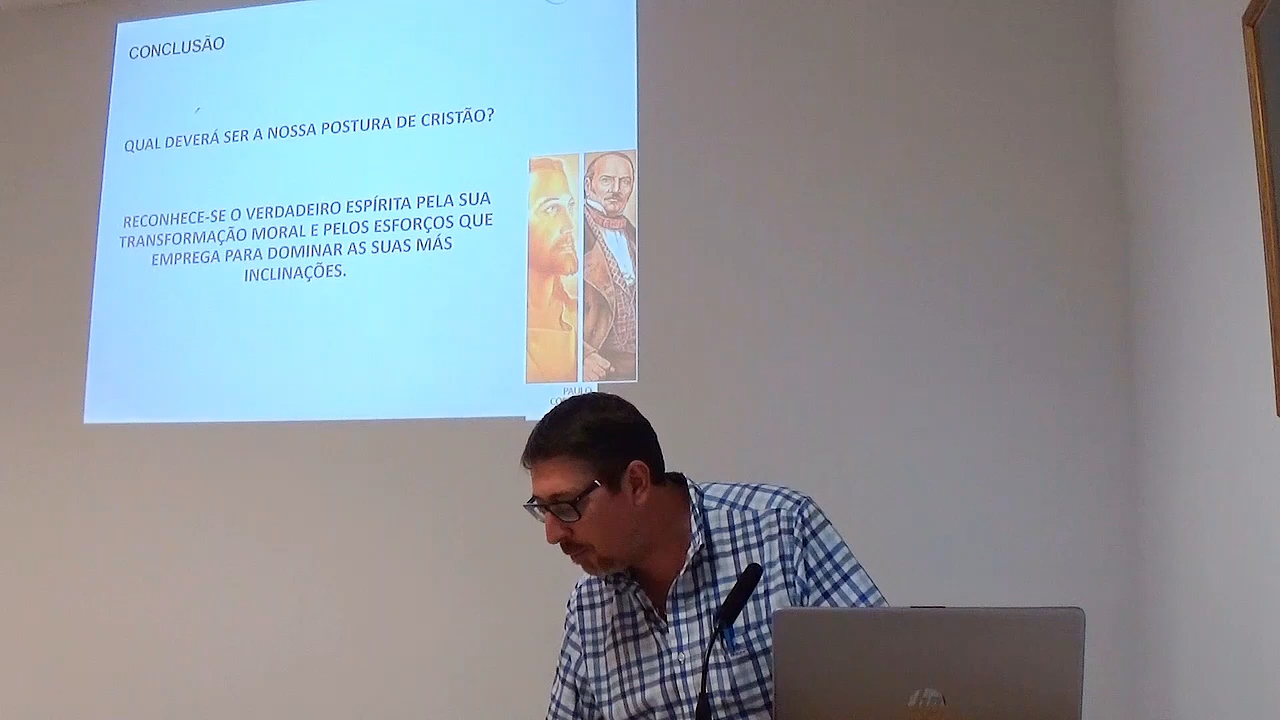 CONCLUSÃO
QUAL DEVERÁ SER A NOSSA POSTURA DE CRISTÃO?
RECONHECE-SE O VERDADEIRO ESPÍRITA PELA SUA
TRANSFORMAÇÃO MORAL E PELOS ESFORÇOS QUE
EMPREGA PARA DOMINAR AS SUAS MÁS
INCLINAÇÕES.
PAULO
hp